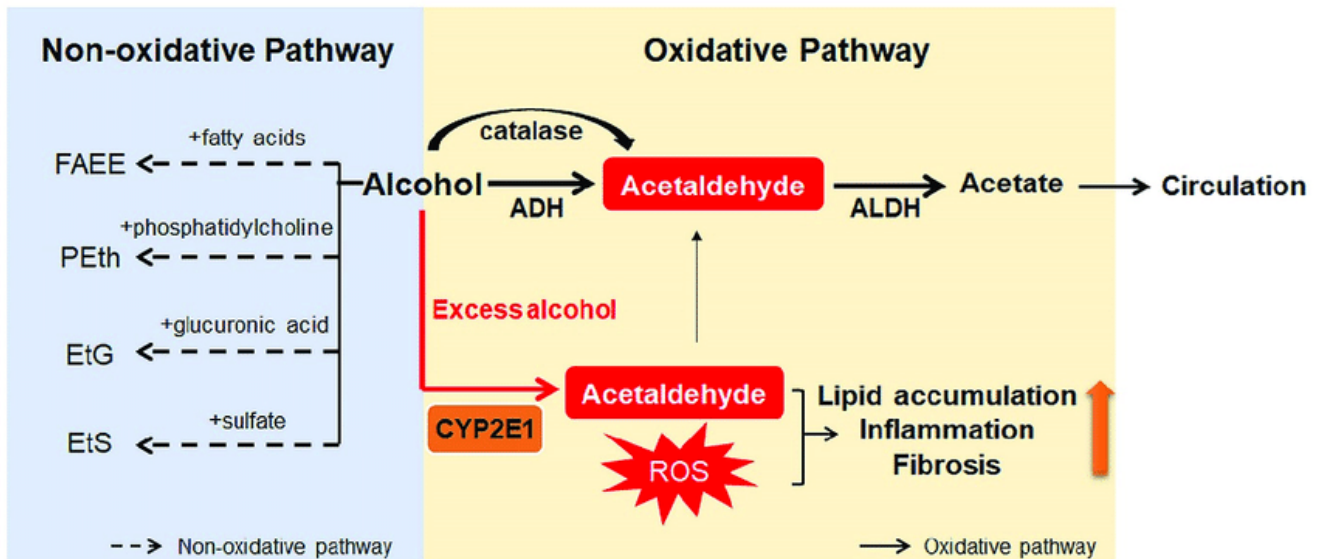 Non-oxidative Pathway
Oxidative Pathway
+fatty acids
FAEE
+phosphatidylcholine
PEth
+glucuronic acid
EtG
+sulfate
EtS
catalase
Alcohol
ADH
Acetaldehyde
ALDH
Acetate
Circulation
Excess alcohol
CYP2E1
Acetaldehyde
ROS
Lipid accumulation
Inflammation
Fibrosis
Non-oxidative pathway
Oxidative pathway